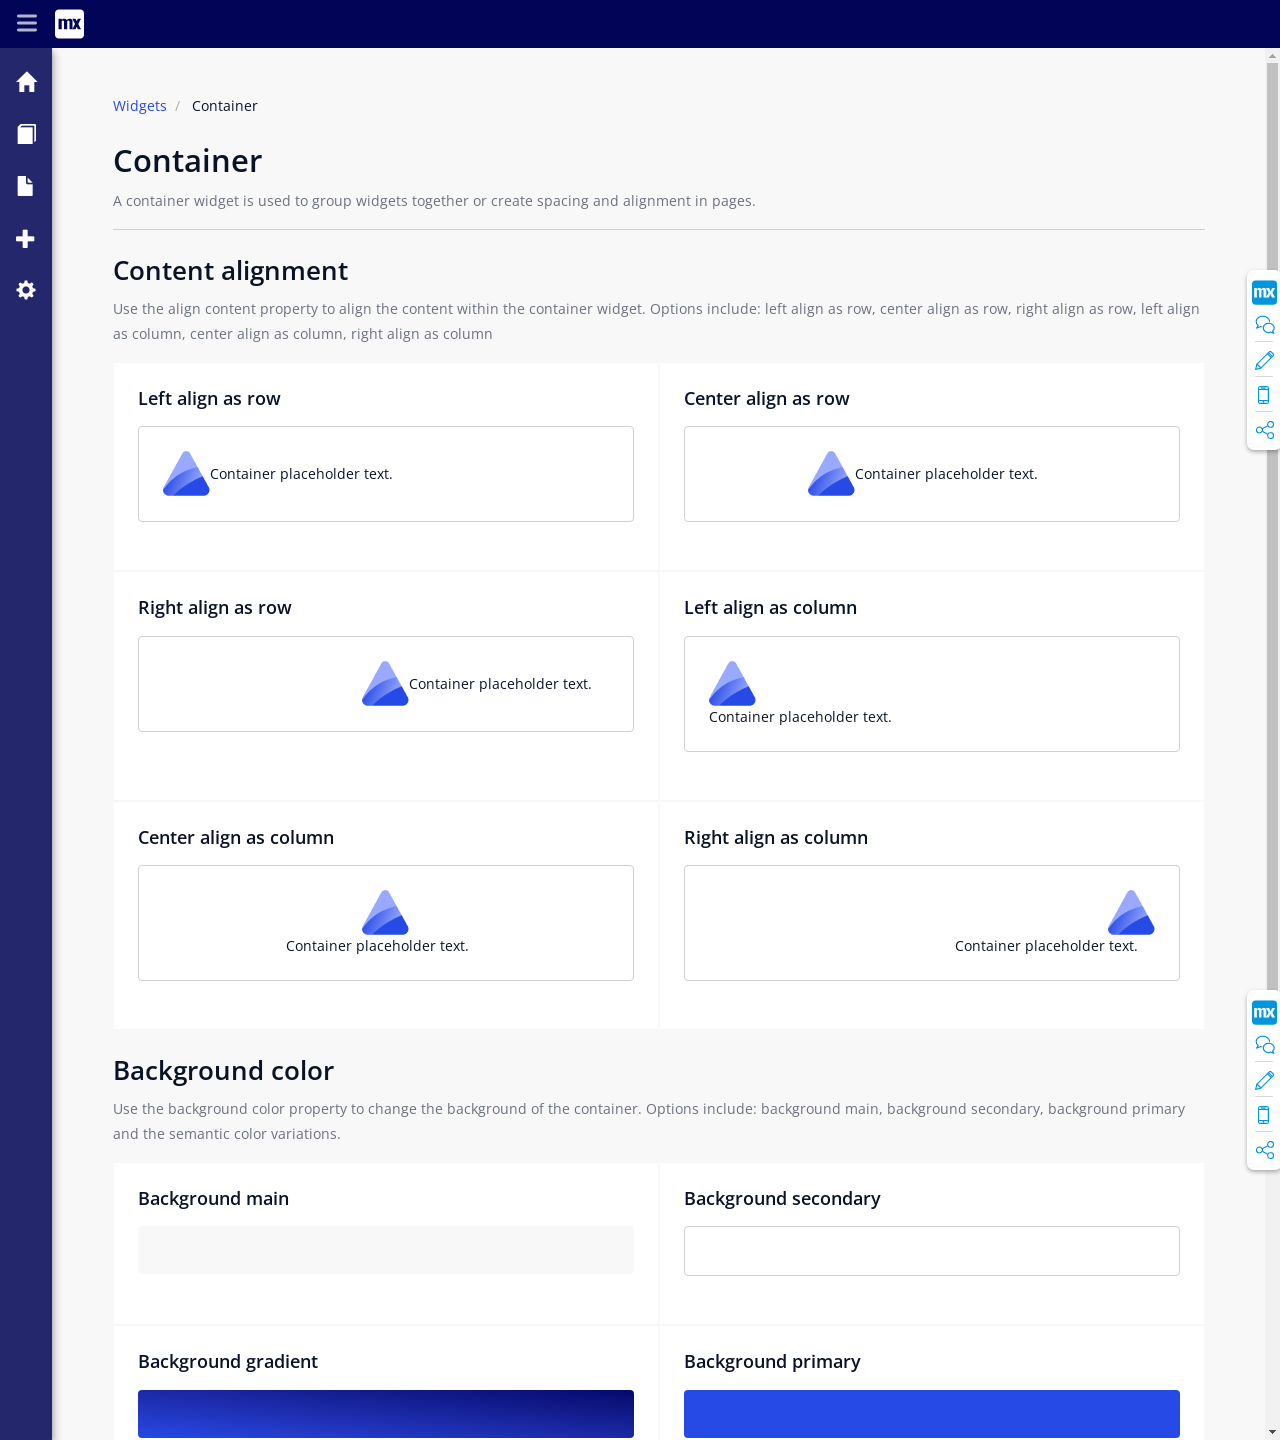 mx
Widgets / Container
Container
A container widget is used to group widgets together or create spacing and alignment in pages.
Content alignment
Use the align content property to align the content within the container widget. Options include: left align as row, center align as row, right align as row, left align
as column, center align as column, right align as column
mx
Left align as row
Center align as row
Container placeholder text.
Container placeholder text.
Right align as row
Left align as column
Container placeholder text.
Container placeholder text.
Center align as column
Right align as column
Container placeholder text.
Container placeholder text.
mx
Background color
Use the background color property to change the background of the container. Options include: background main, background secondary, background primary
and the semantic color variations.
Background main
Background secondary
Background gradient
Background primary